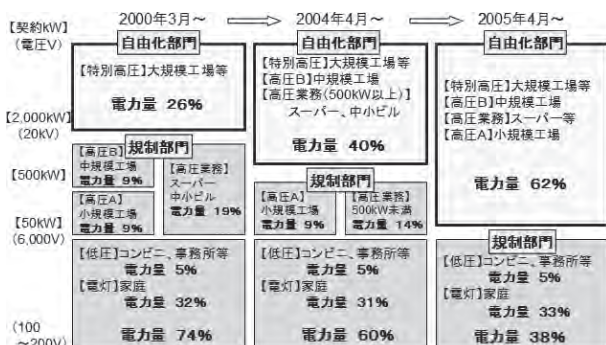 【契約kW】
(電圧V)
2000年3月～
2004年4月～
2005年4月～
自由化部門
【特別高圧】大規模工場等
電力量 26%
【2,000kW】
(20kV)
規制部門
【高圧B】
中規模工場
電力量 9%
【高圧業務】
スーパー
中小ビル
電力量 19%
【500kW】
【高圧A】
小規模工場
電力量 9%
【50kW】
(6,000V)
【低圧】コンビニ、事務所等
電力量 5%
【電灯】家庭
電力量 32%
電力量 74%
(100
～200V)
自由化部門
【特別高圧】大規模工場等
【高圧B】中規模工場
【高圧業務(500kW以上)】
スーパー、中小ビル
電力量 40%
規制部門
【高圧A】
小規模工場
電力量 9%
【高圧業務】
500kW未満
電力量 14%
【低圧】コンビニ、事務所等
電力量 5%
【電灯】家庭
電力量 31%
電力量 60%
自由化部門
【特別高圧】大規模工場等
【高圧B】中規模工場
【高圧業務】スーパー等
【高圧A】小規模工場
電力量 62%
規制部門
【低圧】コンビニ、事務所等
電力量 5%
【電灯】家庭
電力量 33%
電力量 38%